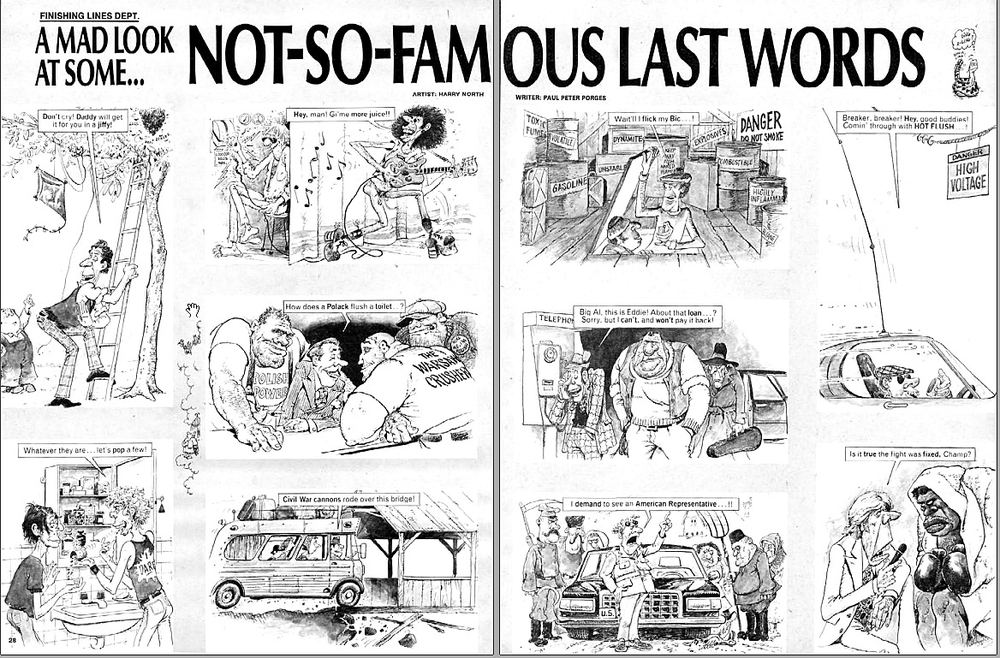 FINISHING LINES DEPT.
A MAD LOOK
AT SOME...
NOT-SO-FAMOUS LAST WORDS
ARTIST: HARRY NORTH
WRITER: PAUL PETER PORGES
Don't cry! Daddy will get
it for you in a jiffy!
Hey, man! Gi'me more juice!!
How does a Polack flush a toilet...?
POLISH
POWER
THE
WARSAW
CRUSHER
Whatever they are... let's pop a few!
Civil War cannons rode over this bridge!
28
Wait'll I flick my Bic...!
TOXIC
FUMES
VOLATILE
DYNAMITE
EXPLOSIVES
DANGER
DO NOT SMOKE
UNSTABLE
COMBUSTIBLE
GASOLINE
HIGHLY
Breaker, breaker! Hey, good buddies!
Comin' through with HOT FLUSH...!
DANGER
HIGH
VOLTAGE
Big Al, this is Eddie! About that loan...?
Sorry, but I can't, and won't pay it back!
I demand to see an American Representative...!!
U.S.
Is it true the fight was fixed, Champ?